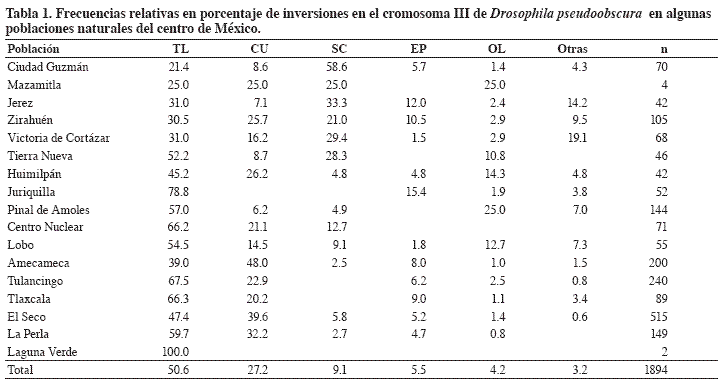 Tabla 1. Frecuencias relativas en porcentaje de inversiones en el cromosoma III de Drosophila pseudoobscura en algunas
poblaciones naturales del centro de México.
Población TL CU SC EP OL Otras n
Ciudad Guzmán 21.4 8.6 58.6 5.7 1.4 4.3 70
Mazamitla 25.0 25.0 25.0 25.0 4
Jerez 31.0 7.1 33.3 12.0 2.4 14.2 42
Zirahuén 30.5 25.7 21.0 10.5 2.9 9.5 105
Victoria de Cortázar 31.0 16.2 29.4 1.5 2.9 19.1 68
Tierra Nueva 52.2 8.7 28.3 10.8 46
Huimilpán 45.2 26.2 4.8 4.8 14.3 4.8 42
Juriquilla 78.8 15.4 1.9 3.8 52
Pinal de Amoles 57.0 6.2 4.9 25.0 7.0 144
Centro Nuclear 66.2 21.1 12.7 71
Lobo 54.5 14.5 9.1 1.8 12.7 7.3 55
Amecameca 39.0 48.0 2.5 8.0 1.0 1.5 200
Tulancingo 67.5 22.9 6.2 2.5 0.8 240
Tlaxcala 66.3 20.2 9.0 1.1 3.4 89
El Seco 47.4 39.6 5.8 5.2 1.4 0.6 515
La Perla 59.7 32.2 2.7 4.7 0.8 149
Laguna Verde 100.0 2
Total 50.6 27.2 9.1 5.5 4.2 3.2 1894